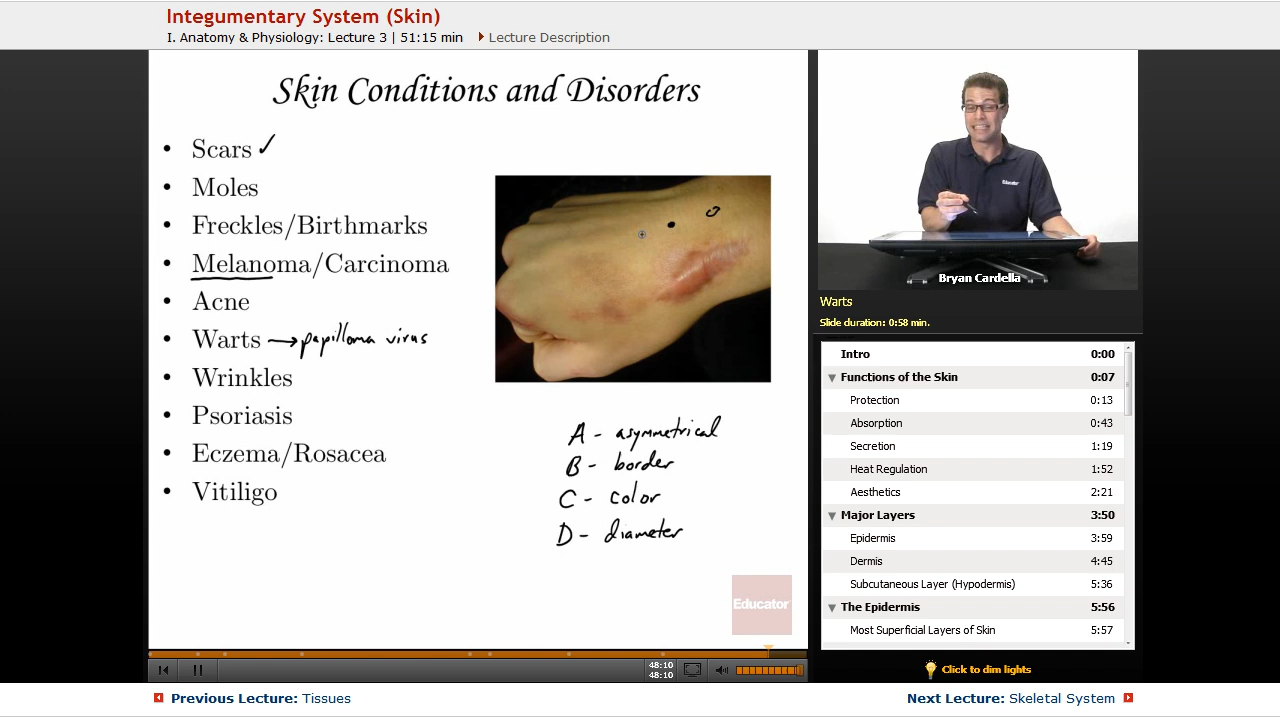 Integumentary System (Skin)
I. Anatomy & Physiology: Lecture 3 | 51:15 min
Lecture Description
Skin Conditions and Disorders
• Scars ✓
• Moles
• Freckles/Birthmarks
• Melanoma/Carcinoma
• Acne
• Warts → papilloma virus
• Wrinkles
• Psoriasis
• Eczema/Rosacea
• Vitiligo
A - asymmetrical
B - border
C - color
D - diameter
Educator
Educator
Bryan Cardella
Warts
Slide duration: 0:58 min.
Intro 0:00
Functions of the Skin 0:07
Protection 0:13
Absorption 0:43
Secretion 1:19
Heat Regulation 1:52
Aesthetics 2:21
Major Layers 3:50
Epidermis 3:59
Dermis 4:45
Subcutaneous Layer (Hypodermis) 5:36
The Epidermis 5:56
Most Superficial Layers of Skin 5:57
48:10
48:10
Click to dim lights
Previous Lecture: Tissues
Next Lecture: Skeletal System